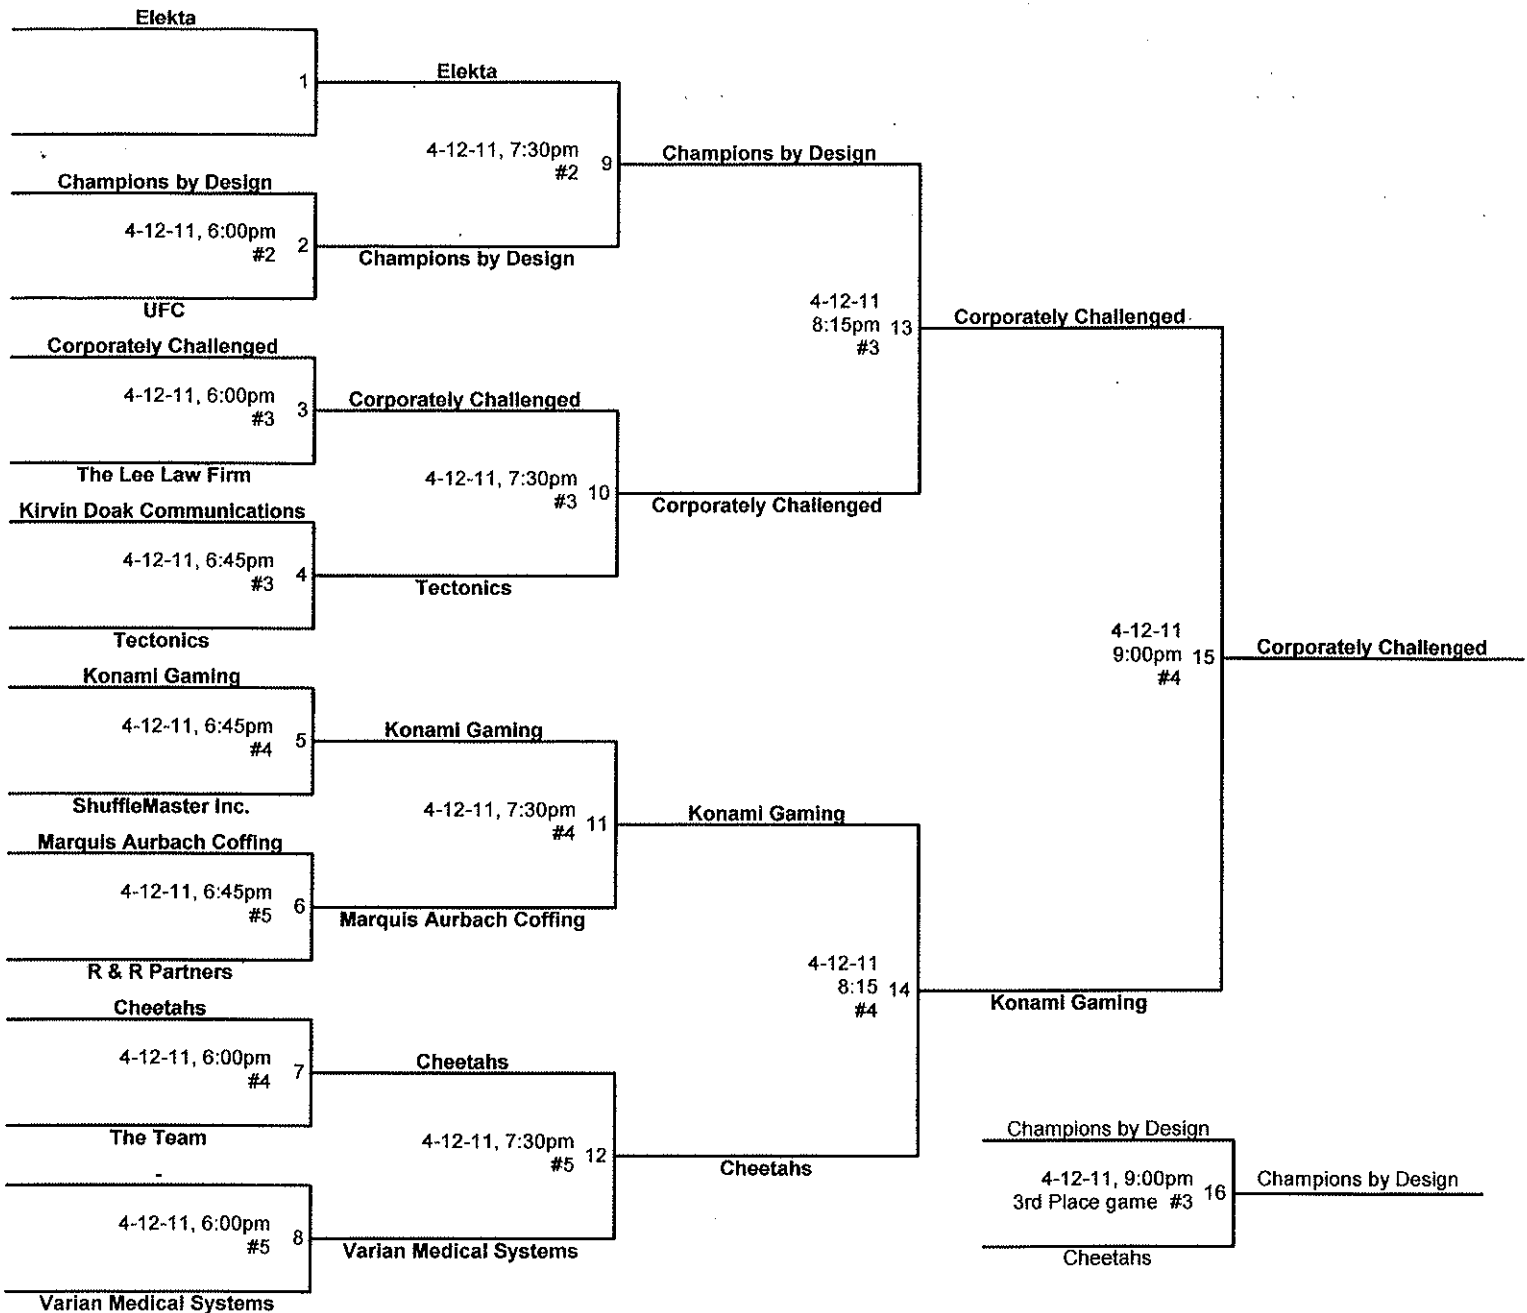 Elekta
1
Elekta
4-12-11, 7:30pm
#2
9
Champions by Design
Champions by Design
4-12-11, 6:00pm
#2
2
Champions by Design
UFC
4-12-11
8:15pm
#3
13
Corporately Challenged
Corporately Challenged
4-12-11, 6:00pm
#3
3
Corporately Challenged
The Lee Law Firm
4-12-11, 7:30pm
#3
10
Corporately Challenged
Kirvin Doak Communications
4-12-11, 6:45pm
#3
4
Tectonics
Tectonics
4-12-11
9:00pm
#4
15
Corporately Challenged
Konami Gaming
4-12-11, 6:45pm
#4
5
Konami Gaming
ShuffleMaster Inc.
4-12-11, 7:30pm
#4
11
Konami Gaming
Marquis Aurbach Coffing
4-12-11, 6:45pm
#5
6
Marquis Aurbach Coffing
R & R Partners
4-12-11
8:15
#4
14
Konami Gaming
Cheetahs
4-12-11, 6:00pm
#4
7
Cheetahs
The Team
4-12-11, 7:30pm
#5
12
Cheetahs
-
4-12-11, 6:00pm
#5
8
Varian Medical Systems
Varian Medical Systems
Champions by Design
4-12-11, 9:00pm
3rd Place game #3
16
Champions by Design
Cheetahs